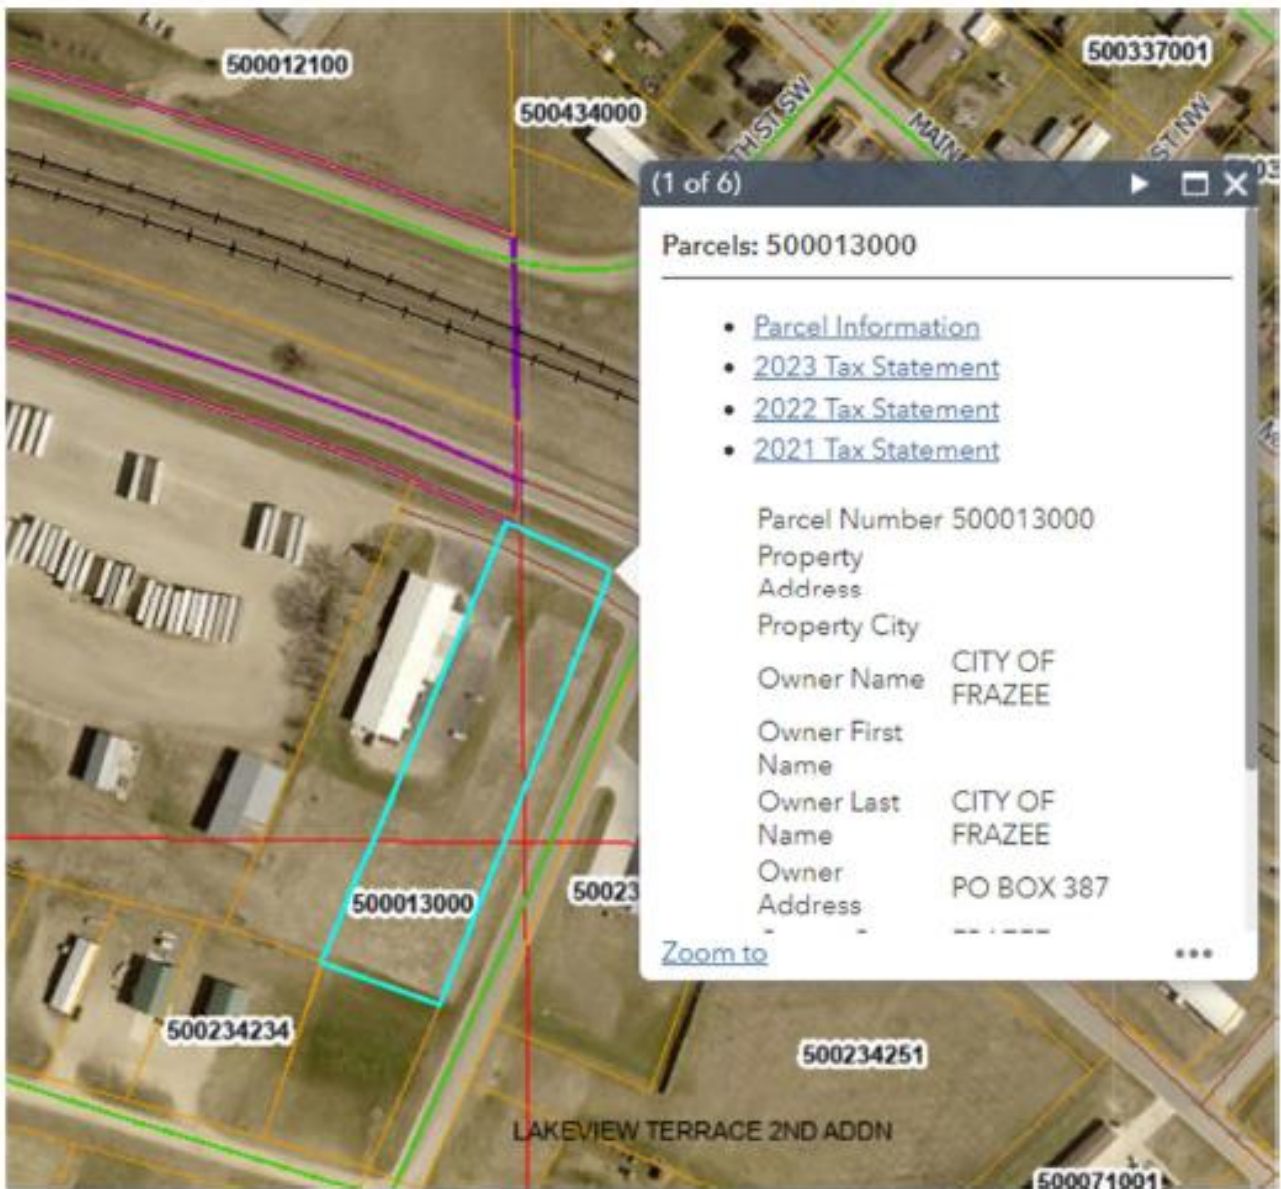 500012100
500434000
500337001
TH ST SW
MAIN
ST NW
(1 of 6)
Parcels: 500013000
• Parcel Information
• 2023 Tax Statement
• 2022 Tax Statement
• 2021 Tax Statement
Parcel Number 500013000
Property
Address
Property City
Owner Name CITY OF
FRAZEE
Owner First
Name
Owner Last CITY OF
Name FRAZEE
Owner
Address PO BOX 387
Zoom to
500013000
50023
500234234
500234251
LAKEVIEW TERRACE 2ND ADDN
500071001